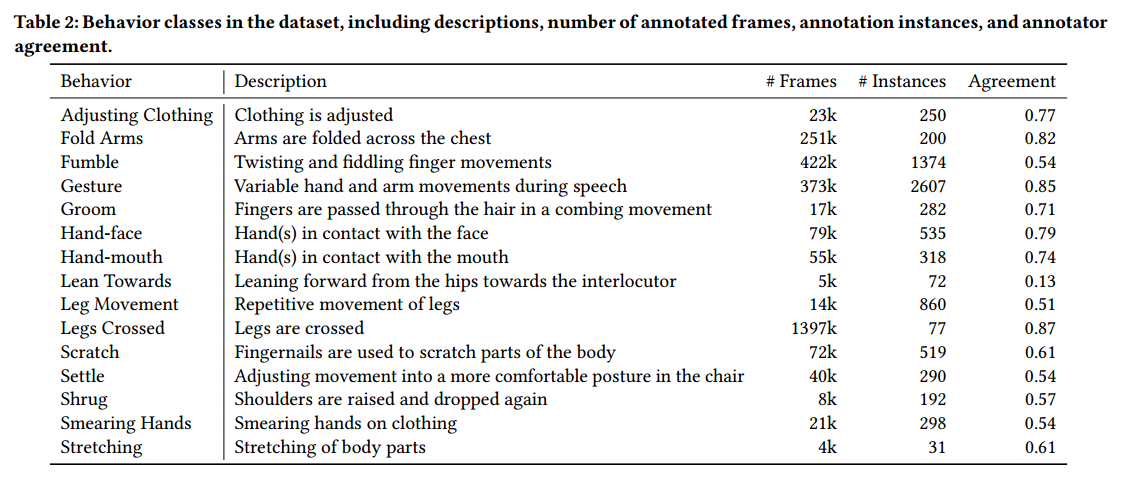 Table 2: Behavior classes in the dataset, including descriptions, number of annotated frames, annotation instances, and annotator
agreement.
Behavior Description # Frames # Instances Agreement
Adjusting Clothing Clothing is adjusted 23k 250 0.77
Fold Arms Arms are folded across the chest 251k 200 0.82
Fumble Twisting and fiddling finger movements 422k 1374 0.54
Gesture Variable hand and arm movements during speech 373k 2607 0.85
Groom Fingers are passed through the hair in a combing movement 17k 282 0.71
Hand-face Hand(s) in contact with the face 79k 535 0.79
Hand-mouth Hand(s) in contact with the mouth 55k 318 0.74
Lean Towards Leaning forward from the hips towards the interlocutor 5k 72 0.13
Leg Movement Repetitive movement of legs 14k 860 0.51
Legs Crossed Legs are crossed 1397k 77 0.87
Scratch Fingernails are used to scratch parts of the body 72k 519 0.61
Settle Adjusting movement into a more comfortable posture in the chair 40k 290 0.54
Shrug Shoulders are raised and dropped again 8k 192 0.57
Smearing Hands Smearing hands on clothing 21k 298 0.54
Stretching Stretching of body parts 4k 31 0.61